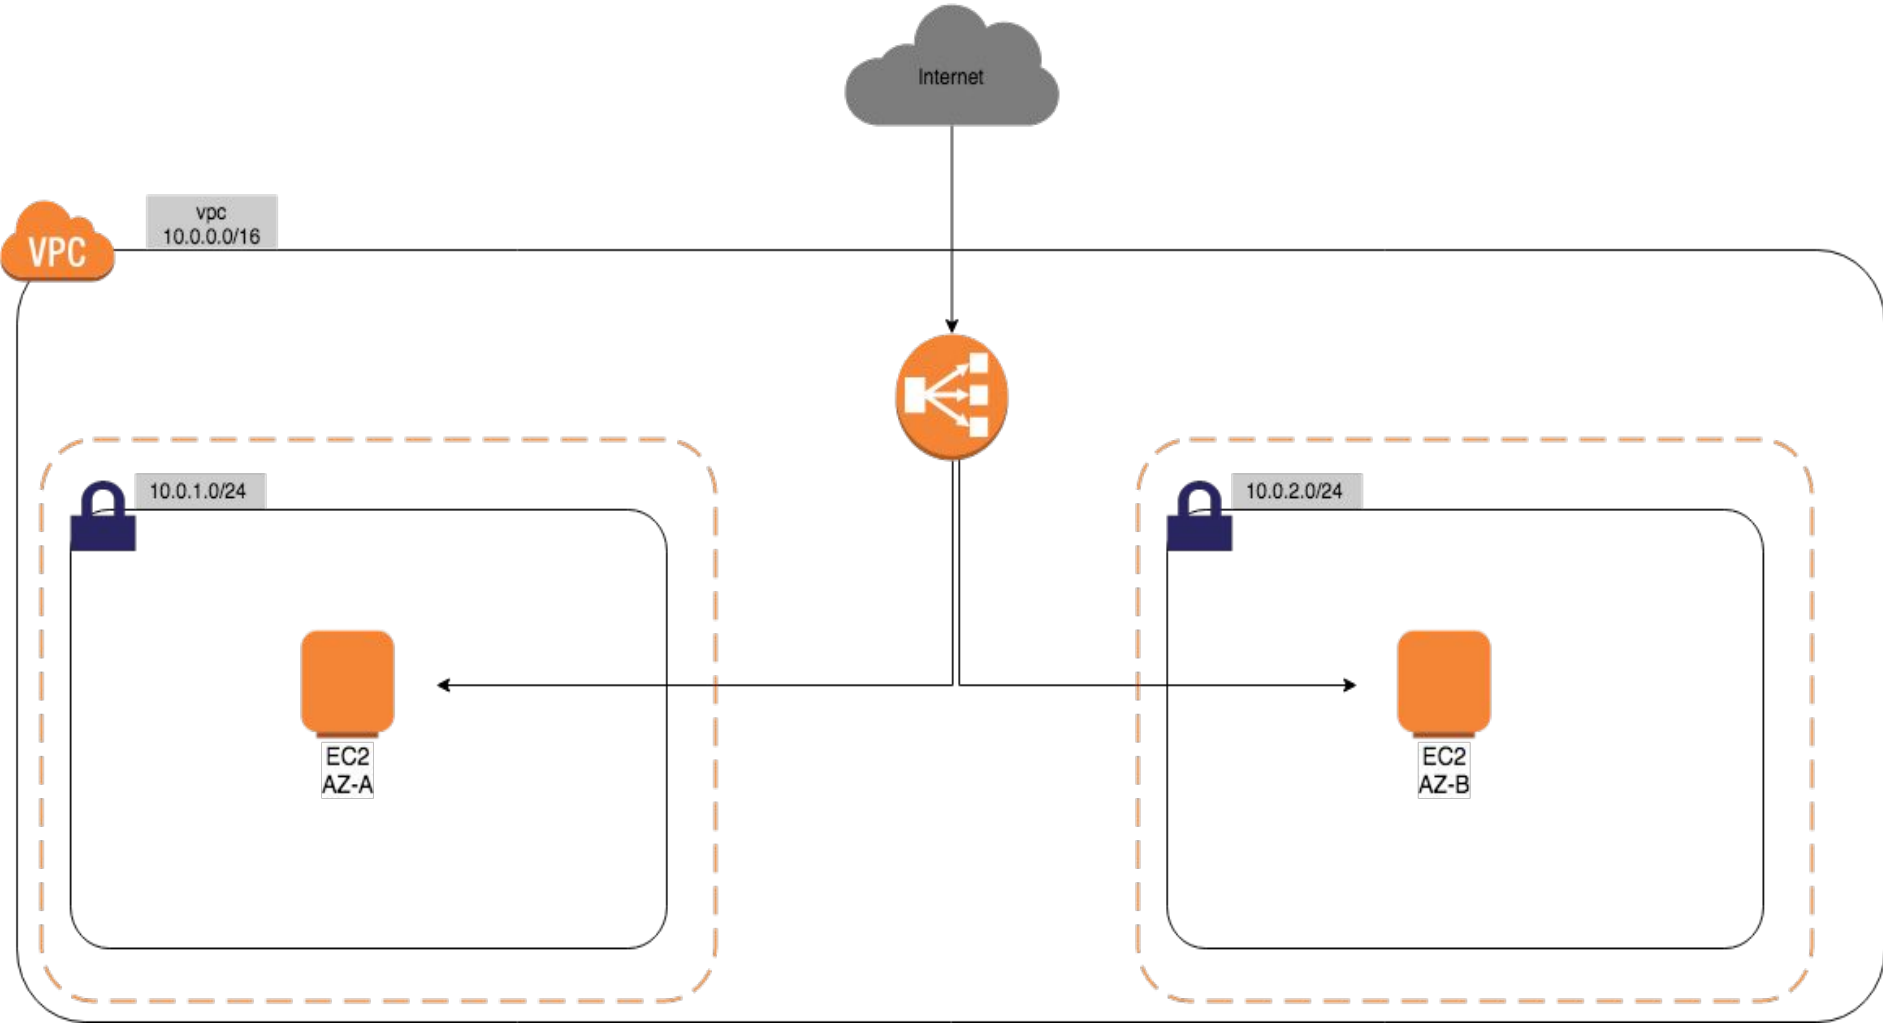 Internet
VPC
vpc
10.0.0.0/16
10.0.1.0/24
10.0.2.0/24
EC2
AZ-A
EC2
AZ-B